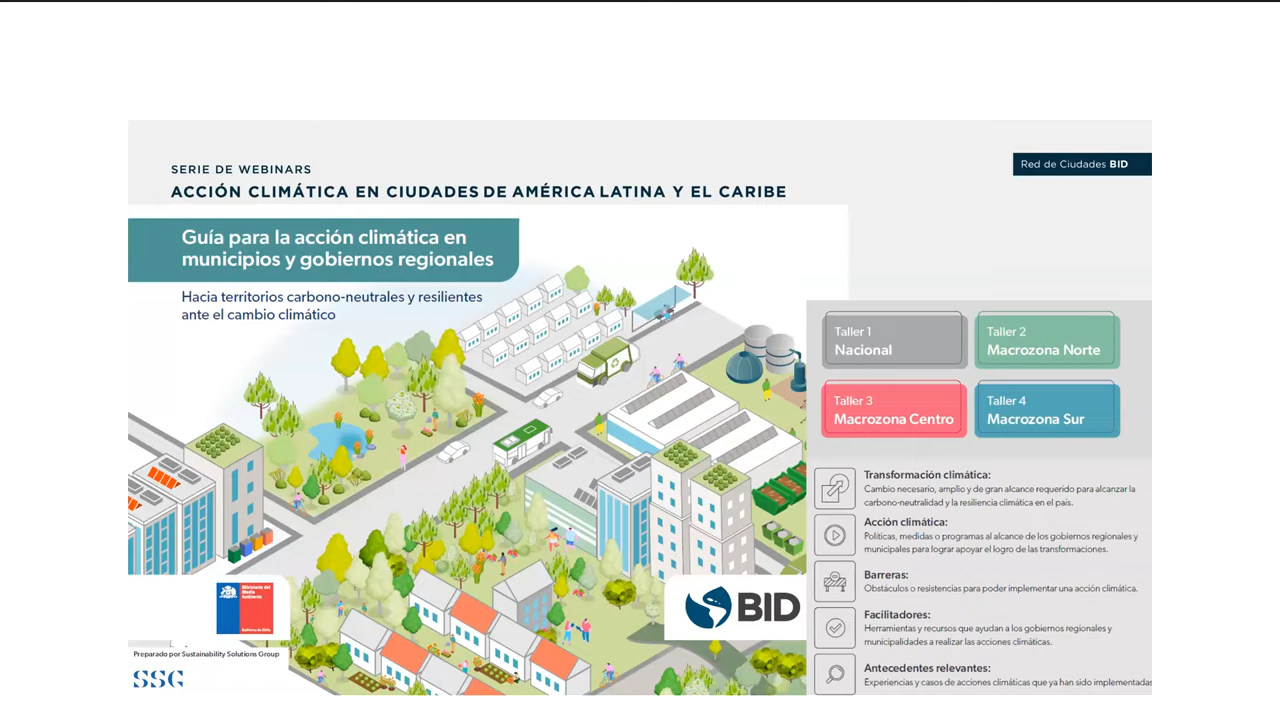 SERIE DE WEBINARS
ACCIÓN CLIMÁTICA EN CIUDADES DE AMÉRICA LATINA Y EL CARIBE
Red de Ciudades BID
Guía para la acción climática en
municipios y gobiernos regionales
Hacia territorios carbono-neutrales y resilientes
ante el cambio climático
Taller 1
Nacional
Taller 2
Macrozona Norte
Taller 3
Macrozona Centro
Taller 4
Macrozona Sur
Transformación climática:
Cambio necesario, amplio y de gran alcance requerido para alcanzar la
carbono-neutralidad y la resiliencia climática en el país.
Acción climática:
Políticas, medidas o programas al alcance de los gobiernos regionales y
municipales para lograr apoyar el logro de las transformaciones.
Barreras:
Obstáculos o resistencias para poder implementar una acción climática.
Facilitadores:
Herramientas y recursos que ayudan a los gobiernos regionales y
municipalidades a realizar las acciones climáticas.
Antecedentes relevantes:
Experiencias y casos de acciones climáticas que ya han sido implementadas
Ministerio del
Medio
Ambiente
Gobierno de Chile
BID
Preparado por Sustainability Solutions Group
SSG